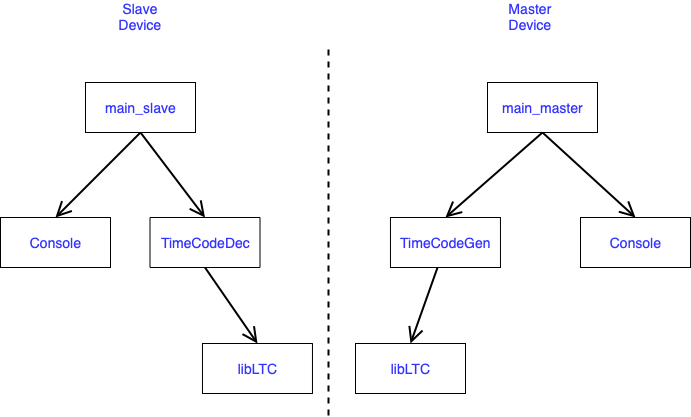 Slave
Device
Master
Device
main_slave
main_master
Console
TimeCodeDec
TimeCodeGen
Console
libLTC
libLTC